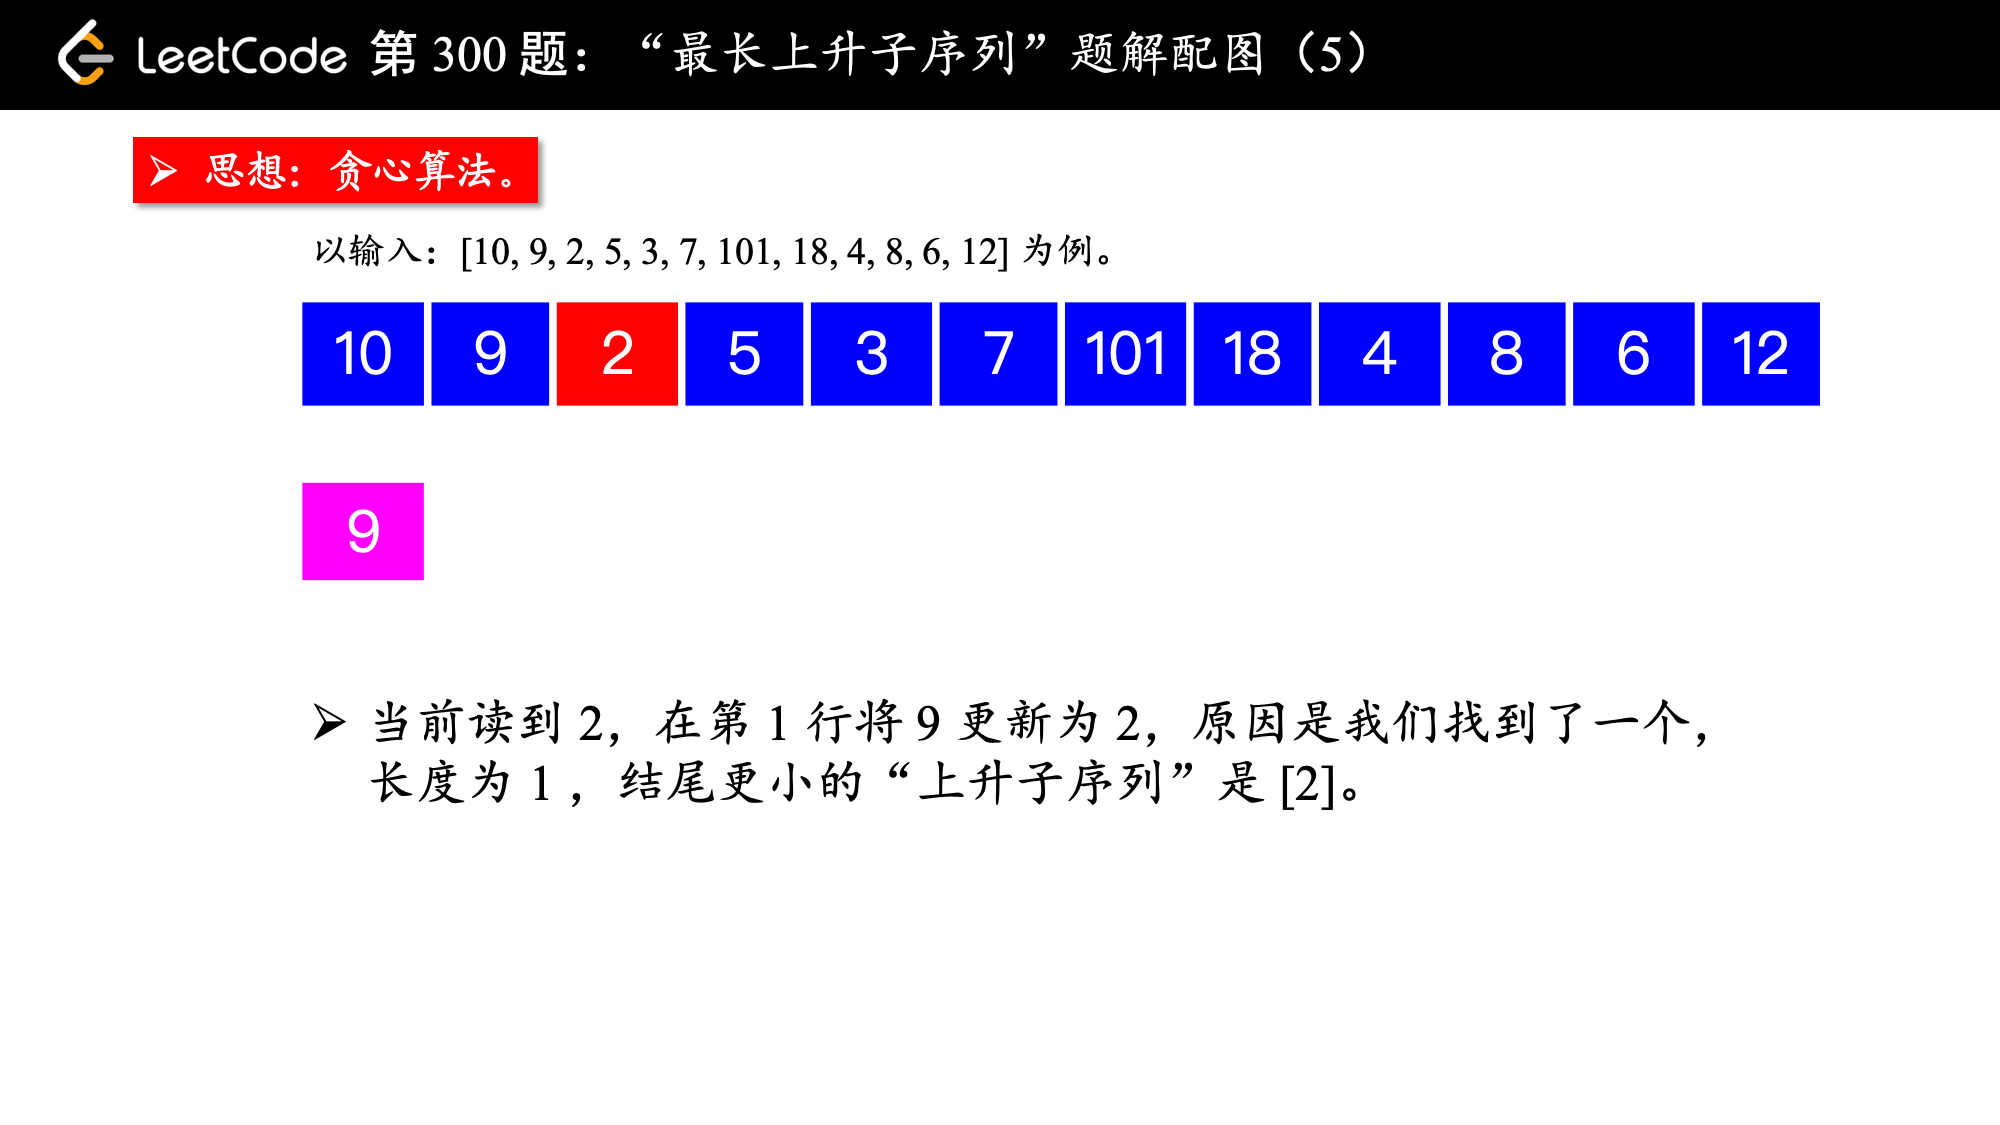 LeetCode 第 300 题：“最长上升子序列”题解配图（5）
➢ 思想：贪心算法。
以输入：[10, 9, 2, 5, 3, 7, 101, 18, 4, 8, 6, 12] 为例。
10 9 2 5 3 7 101 18 4 8 6 12
9
➢ 当前读到 2，在第 1 行将 9 更新为 2，原因是我们找到了一个，
长度为 1 ，结尾更小的“上升子序列”是 [2]。